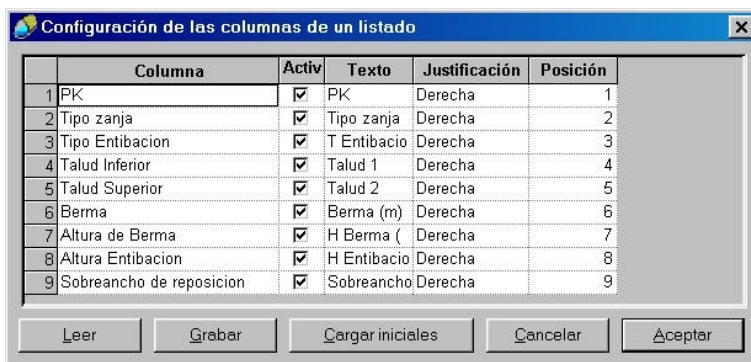 Configuración de las columnas de un listado
Columna Activ Texto Justificación Posición
1 PK PK Derecha 1
2 Tipo zanja Tipo zanja Derecha 2
3 Tipo Entibacion T Entibacio Derecha 3
4 Talud Inferior Talud 1 Derecha 4
5 Talud Superior Talud 2 Derecha 5
6 Berma Berma (m) Derecha 6
7 Altura de Berma H Berma ( Derecha 7
8 Altura Entibacion H Entibacio Derecha 8
9 Sobreancho de reposicion Sobreancho Derecha 9
Leer Grabar Cargar iniciales Cancelar Aceptar